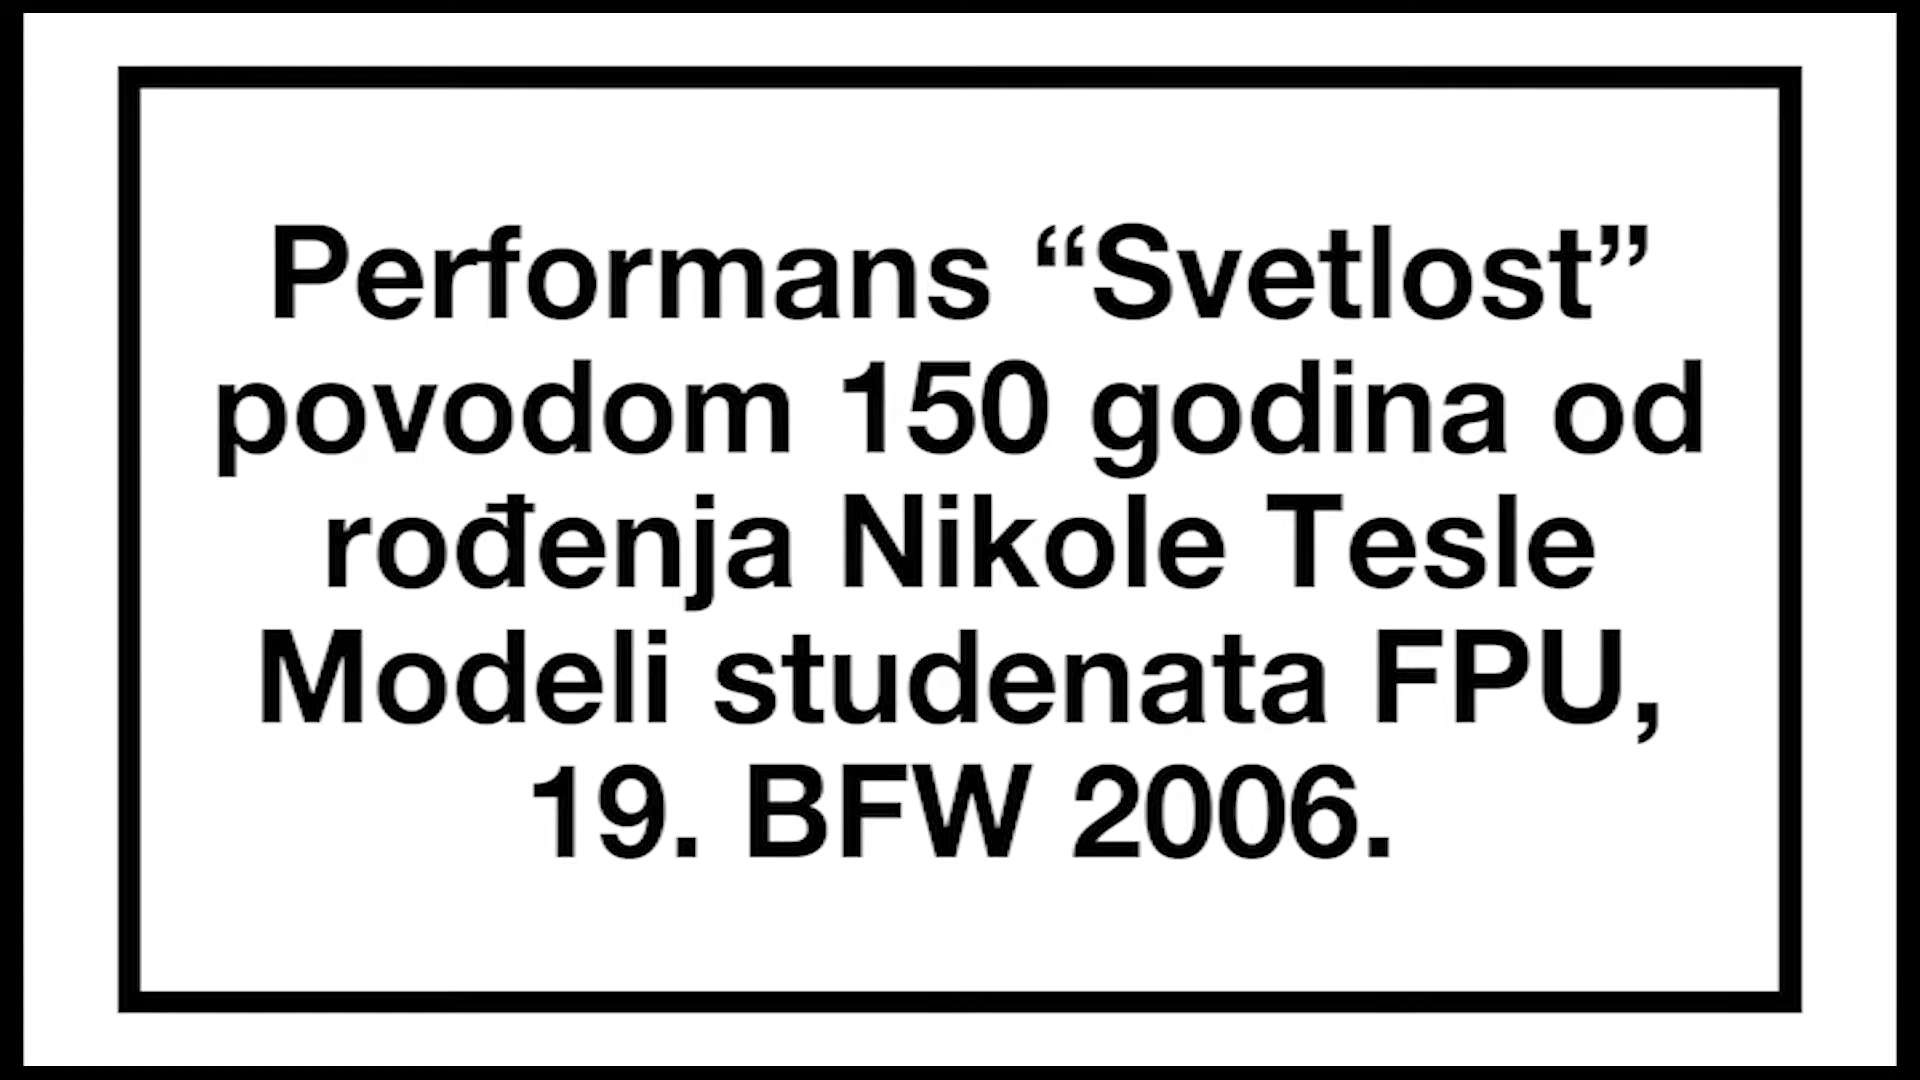 Performans “Svetlost”
povodom 150 godina od
rođenja Nikole Tesle
Modeli studenata FPU,
19. BFW 2006.